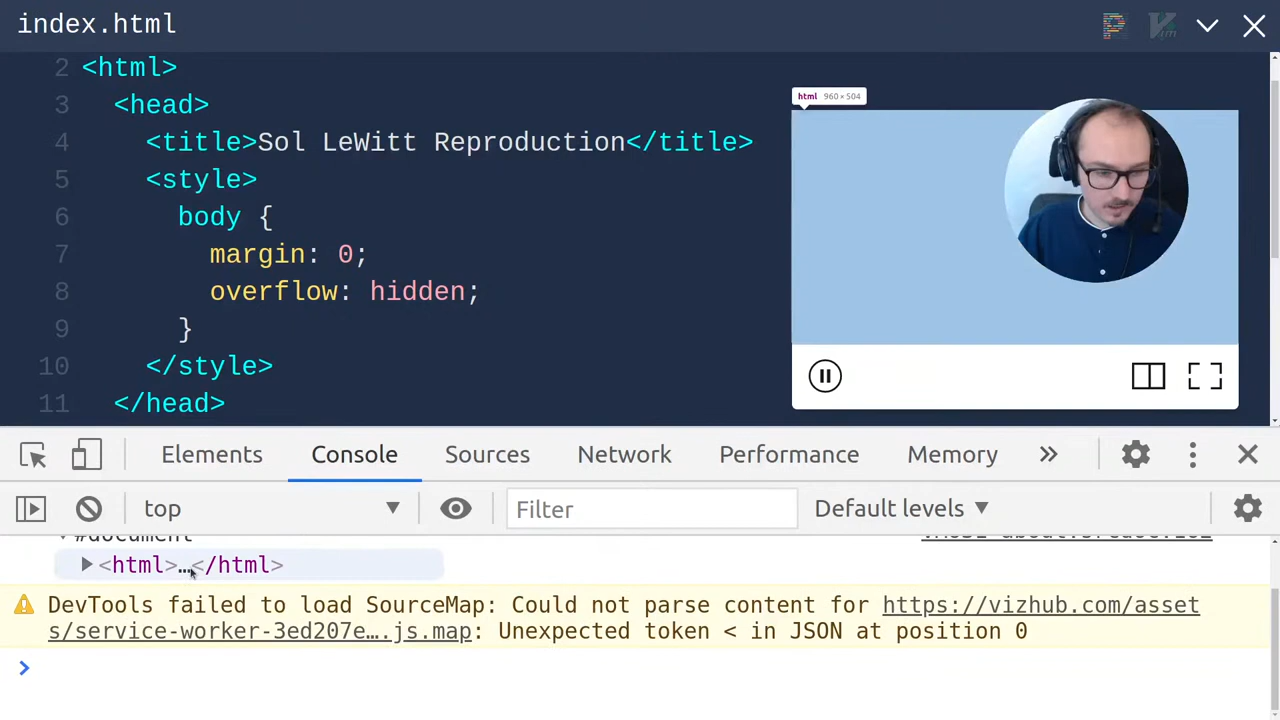 index.html
2 <html>
3 <head>
4 <title>Sol LeWitt Reproduction</title>
5 <style>
6 body {
7 margin: 0;
8 overflow: hidden;
9 }
10 </style>
11 </head>
html 960 × 504
Elements Console Sources Network Performance Memory
top Filter Default levels
#document
<html>…</html>
DevTools failed to load SourceMap: Could not parse content for https://vizhub.com/asset
s/service-worker-3ed207e….js.map: Unexpected token < in JSON at position 0